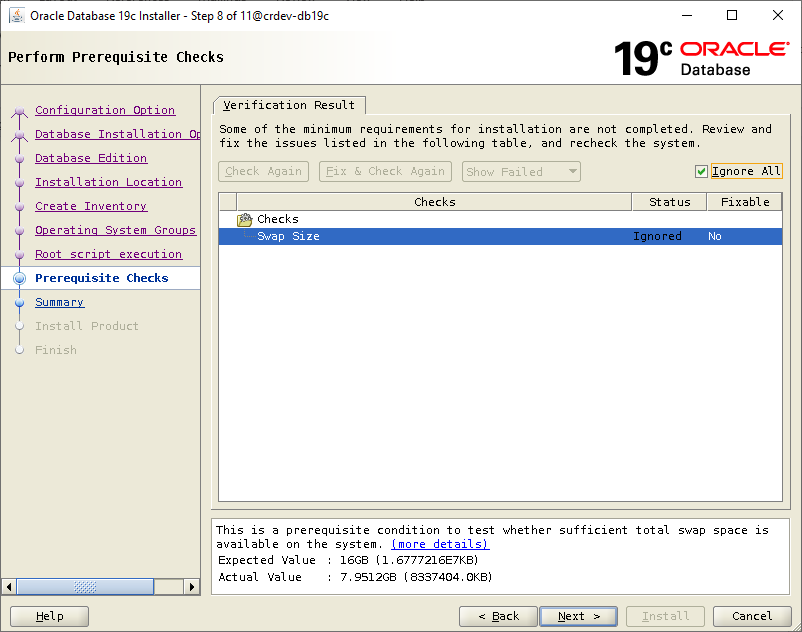 Oracle Database 19c Installer - Step 8 of 11@crdev-db19c
Perform Prerequisite Checks
19c ORACLE
Database
Configuration Option
Database Installation Op
Database Edition
Installation Location
Create Inventory
Operating System Groups
Root script execution
Prerequisite Checks
Summary
Install Product
Finish
Verification Result
Some of the minimum requirements for installation are not completed. Review and
fix the issues listed in the following table, and recheck the system.
Check Again Fix & Check Again Show Failed Ignore All
Checks Status Fixable
Checks
Swap Size Ignored No
This is a prerequisite condition to test whether sufficient total swap space is
available on the system. (more details)
Expected Value : 16GB (1.6777216E7KB)
Actual Value : 7.9512GB (8337404.0KB)
Help < Back Next > Install Cancel